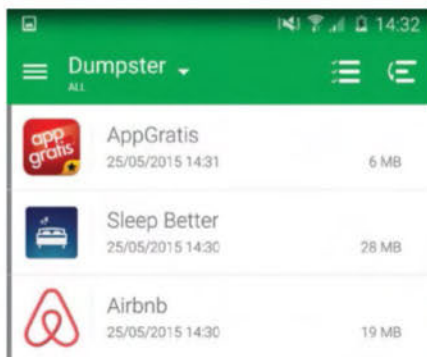 14:32
Dumpster
ALL
app
gratis
AppGratis
25/05/2015 14:31
6 MB
Sleep Better
25/05/2015 14:30
28 MB
Airbnb
25/05/2015 14:30
19 MB